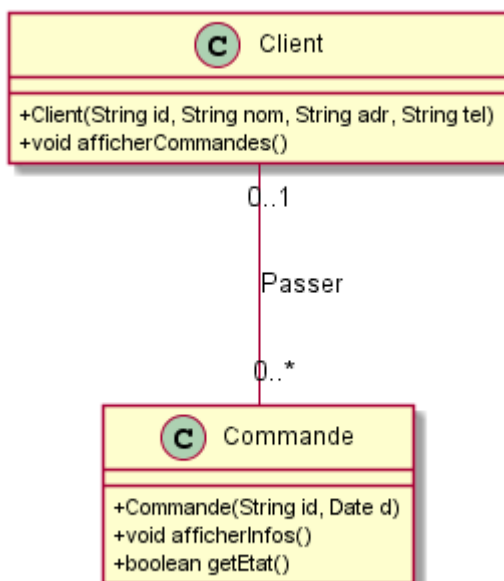 C Client
+Client(String id, String nom, String adr, String tel)
+void afficherCommandes()
0..1
Passer
0..*
C Commande
+Commande(String id, Date d)
+void afficherInfos()
+boolean getEtat()